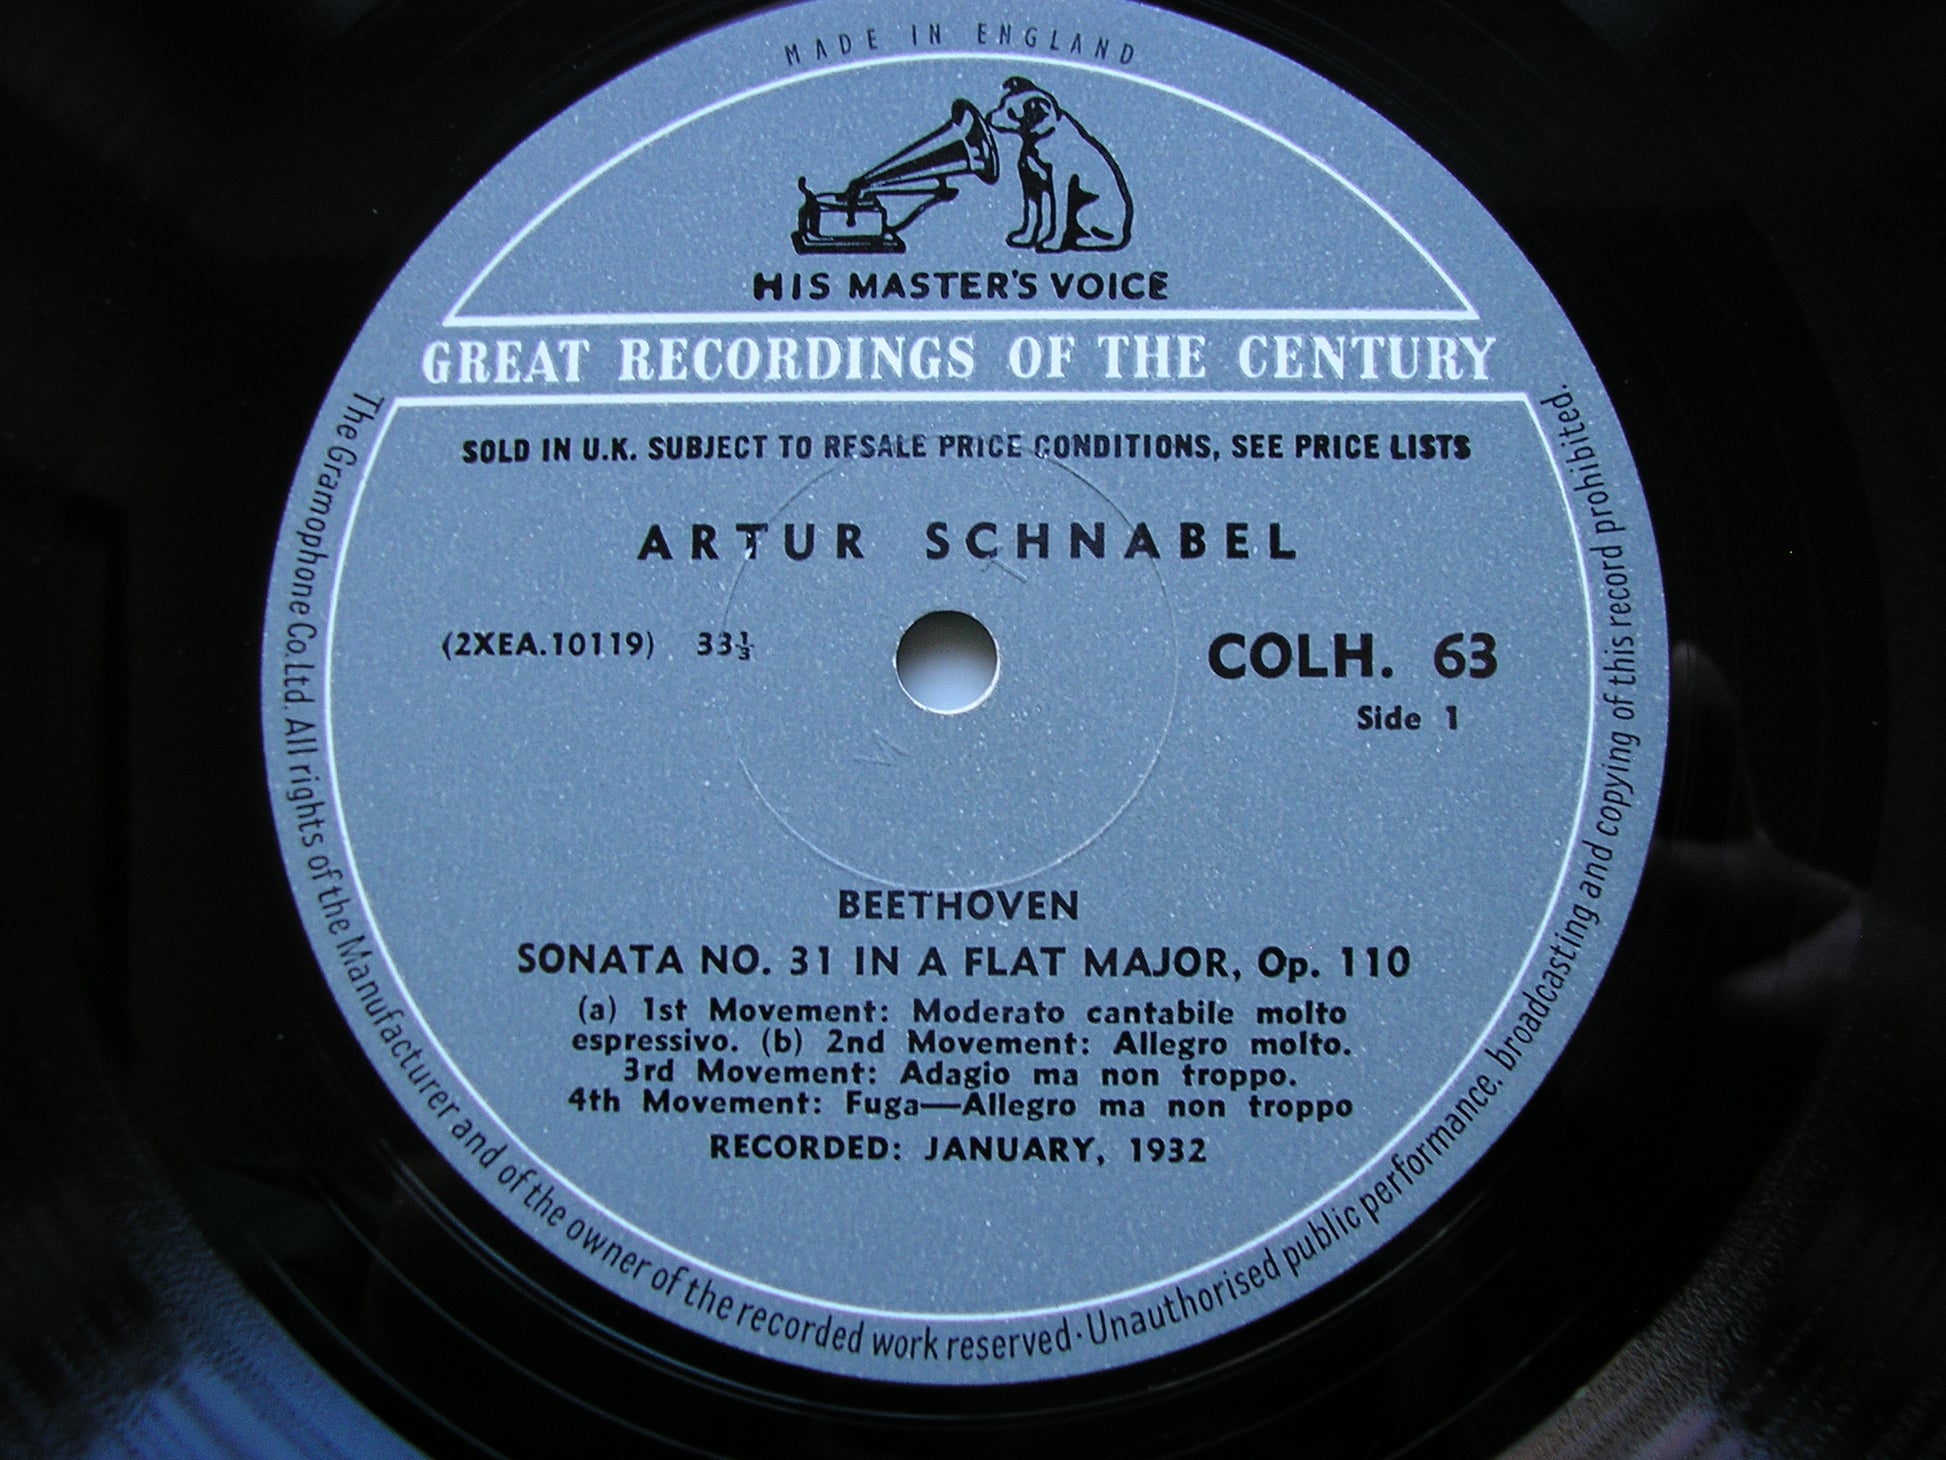 MADE IN ENGLAND
HIS MASTER'S VOICE
GREAT RECORDINGS OF THE CENTURY
SOLD IN U.K. SUBJECT TO RESALE PRICE CONDITIONS, SEE PRICE LISTS
ARTUR SCHNABEL
(2XEA.10119) 33⅓
COLH. 63
Side 1
BEETHOVEN
SONATA NO. 31 IN A FLAT MAJOR, Op. 110
(a) 1st Movement: Moderato cantabile molto
espressivo. (b) 2nd Movement: Allegro molto.
3rd Movement: Adagio ma non troppo.
4th Movement: Fuga—Allegro ma non troppo
RECORDED: JANUARY, 1932
The Gramophone Co. Ltd. All rights of the Manufacturer and of the owner of the recorded work reserved · Unauthorised public performance, broadcasting and copying of this record prohibited.